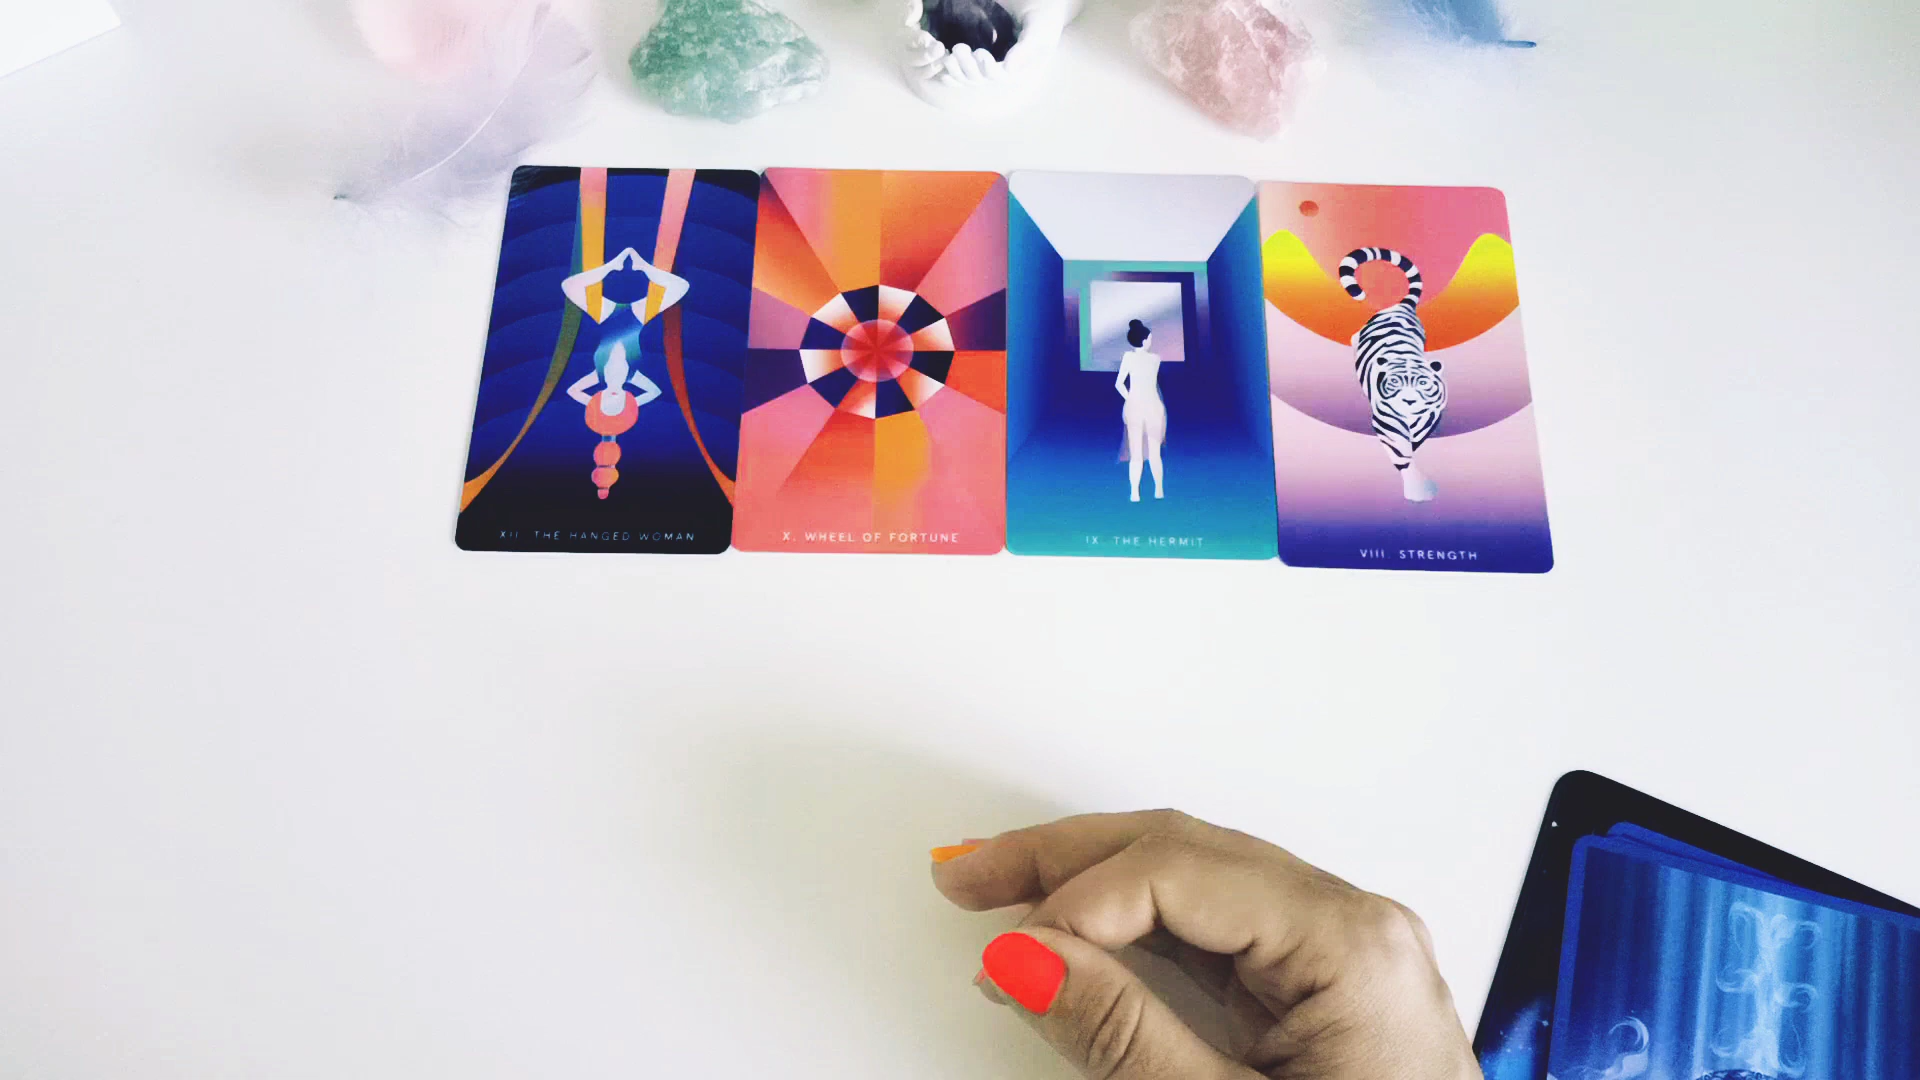 XII. THE HANGED WOMAN
X. WHEEL OF FORTUNE
IX. THE HERMIT
VIII. STRENGTH